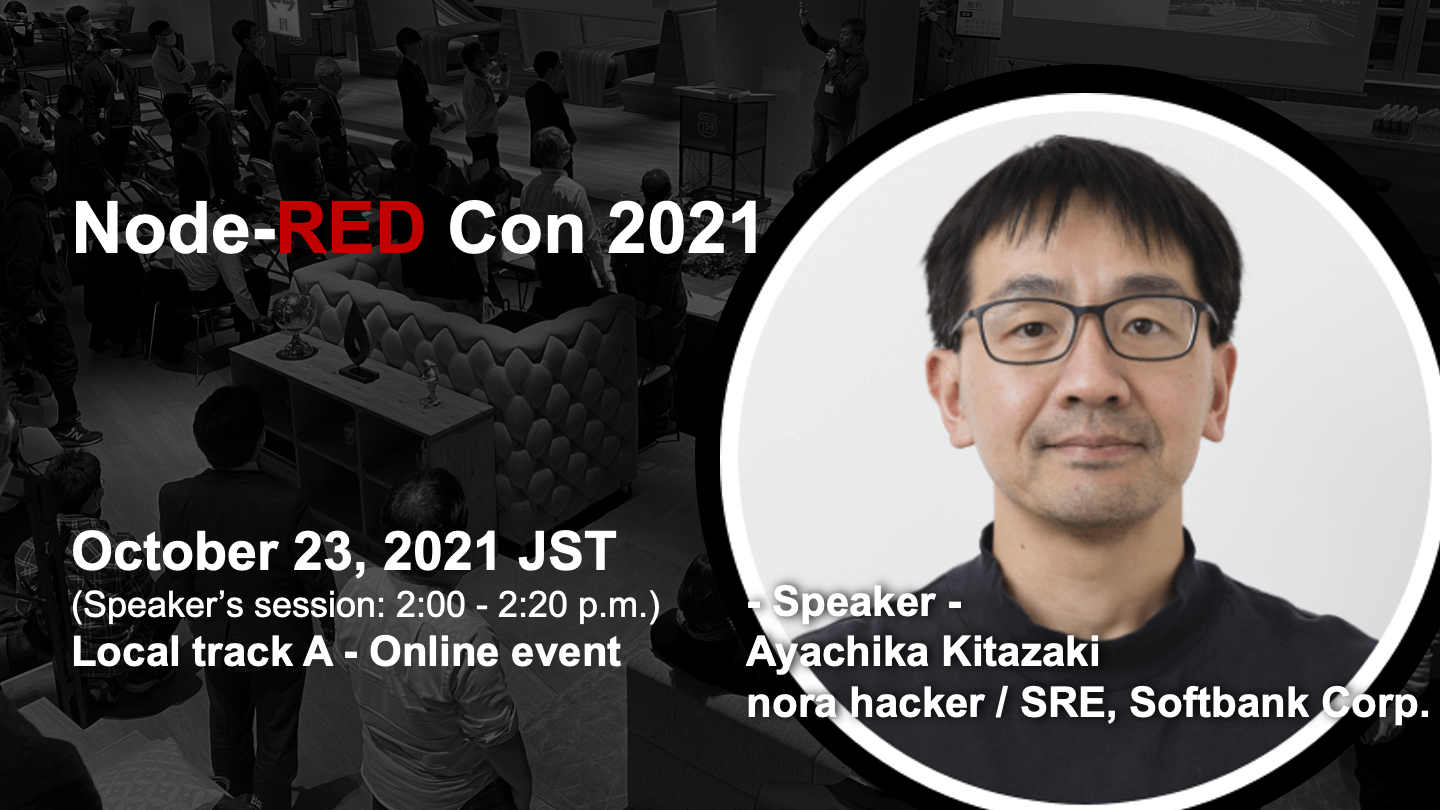 Node-RED Con 2021
October 23, 2021 JST
(Speaker’s session: 2:00 - 2:20 p.m.)
Local track A - Online event
- Speaker -
Ayachika Kitazaki
nora hacker / SRE, Softbank Corp.